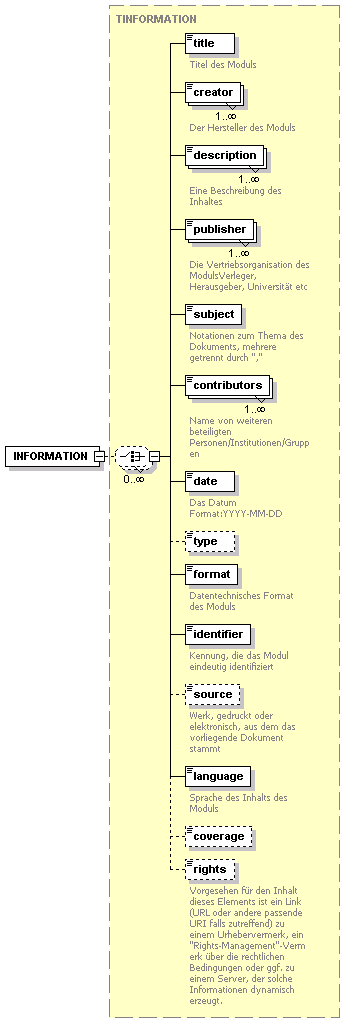 TINFORMATION
title
Titel des Moduls
creator
1..∞
Der Hersteller des Moduls
description
1..∞
Eine Beschreibung des
Inhaltes
publisher
1..∞
Die Vertriebsorganisation des
ModulsVerleger,
Herausgeber, Universität etc
subject
Notationen zum Thema des
Dokuments, mehrere
getrennt durch ","
contributors
1..∞
Name von weiteren
beteiligten
Personen/Institutionen/Grupp
en
INFORMATION
0..∞
date
Das Datum
Format:YYYY-MM-DD
type
format
Datentechnisches Format
des Moduls
identifier
Kennung, die das Modul
eindeutig identifiziert
source
Werk, gedruckt oder
elektronisch, aus dem das
vorliegende Dokument
stammt
language
Sprache des Inhalts des
Moduls
coverage
rights
Vorgesehen für den Inhalt
dieses Elements ist ein Link
(URL oder andere passende
URI falls zutreffend) zu
einem Urhebervermerk, ein
"Rights-Management"-Verm
erk über die rechtlichen
Bedingungen oder ggf. zu
einem Server, der solche
Informationen dynamisch
erzeugt.